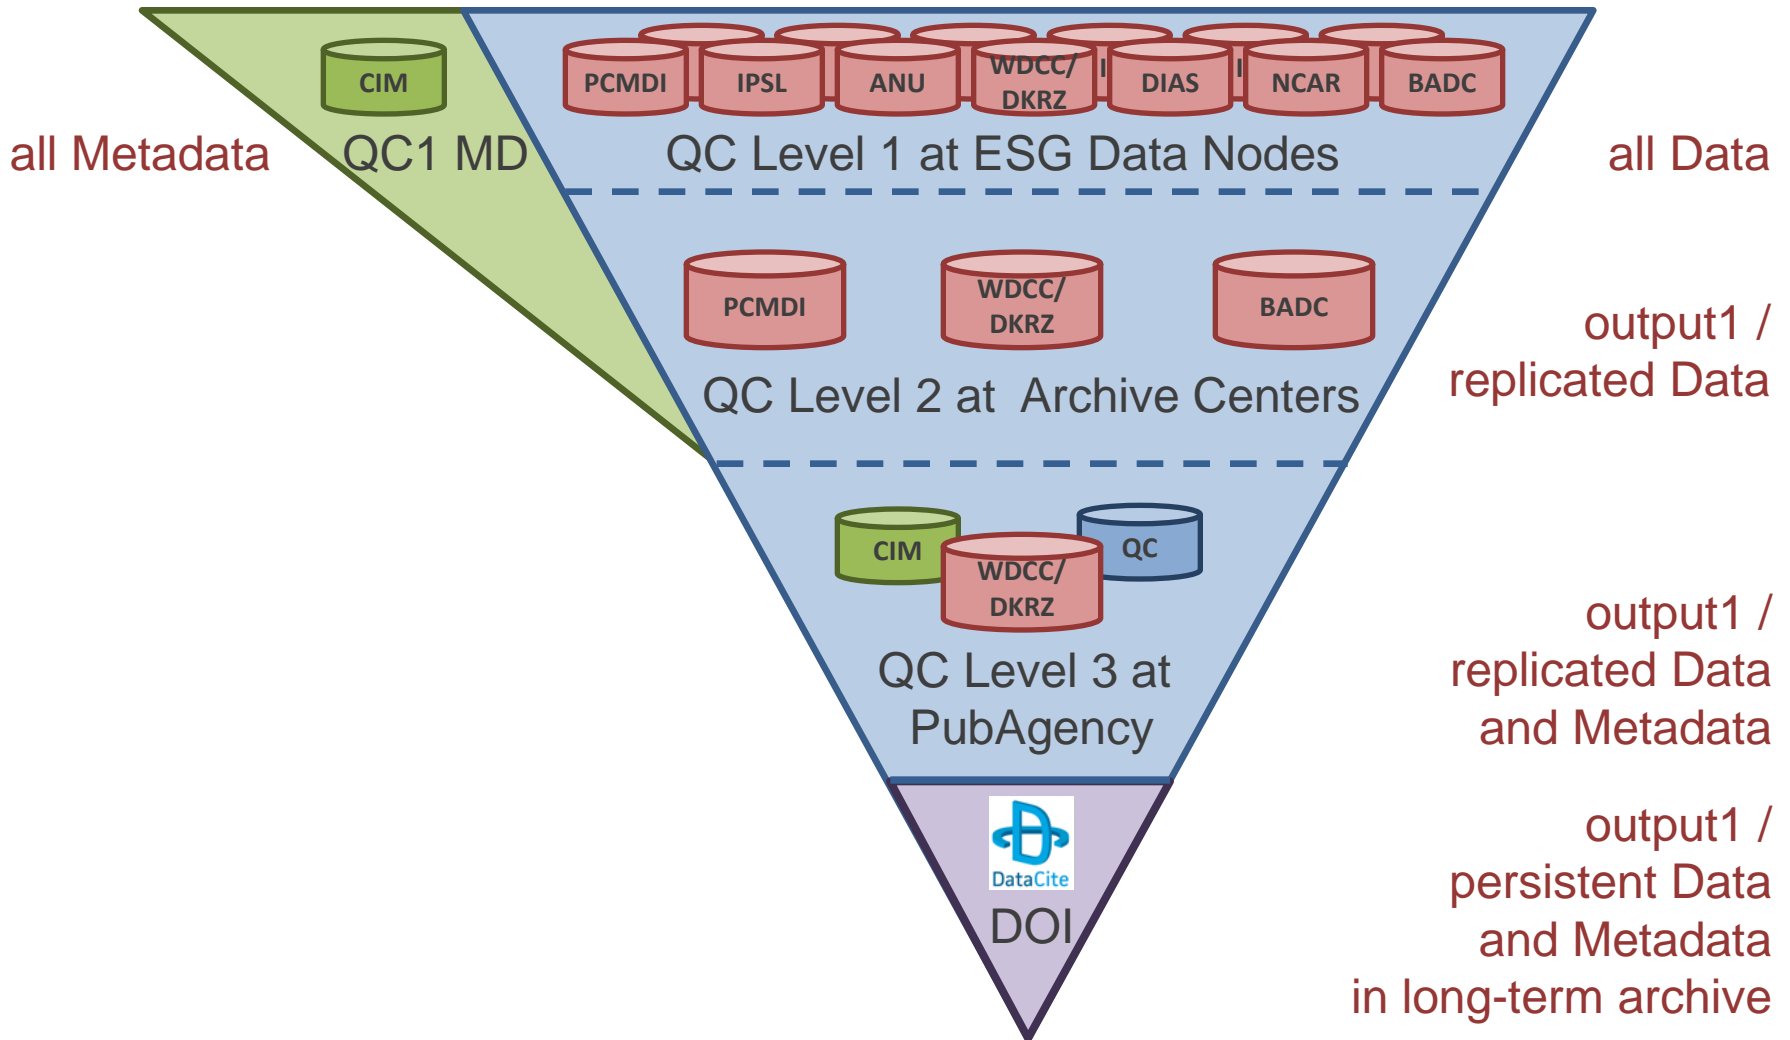 CIM
PCMDI IPSL ANU WDCC/ DIAS NCAR BADC
DKRZ
all Metadata QC1 MD QC Level 1 at ESG Data Nodes all Data
PCMDI WDCC/ BADC
DKRZ
output1 /
replicated Data
QC Level 2 at Archive Centers
CIM QC
WDCC/
DKRZ
output1 /
replicated Data
and Metadata
QC Level 3 at
PubAgency
DataCite
DOI
output1 /
persistent Data
and Metadata
in long-term archive